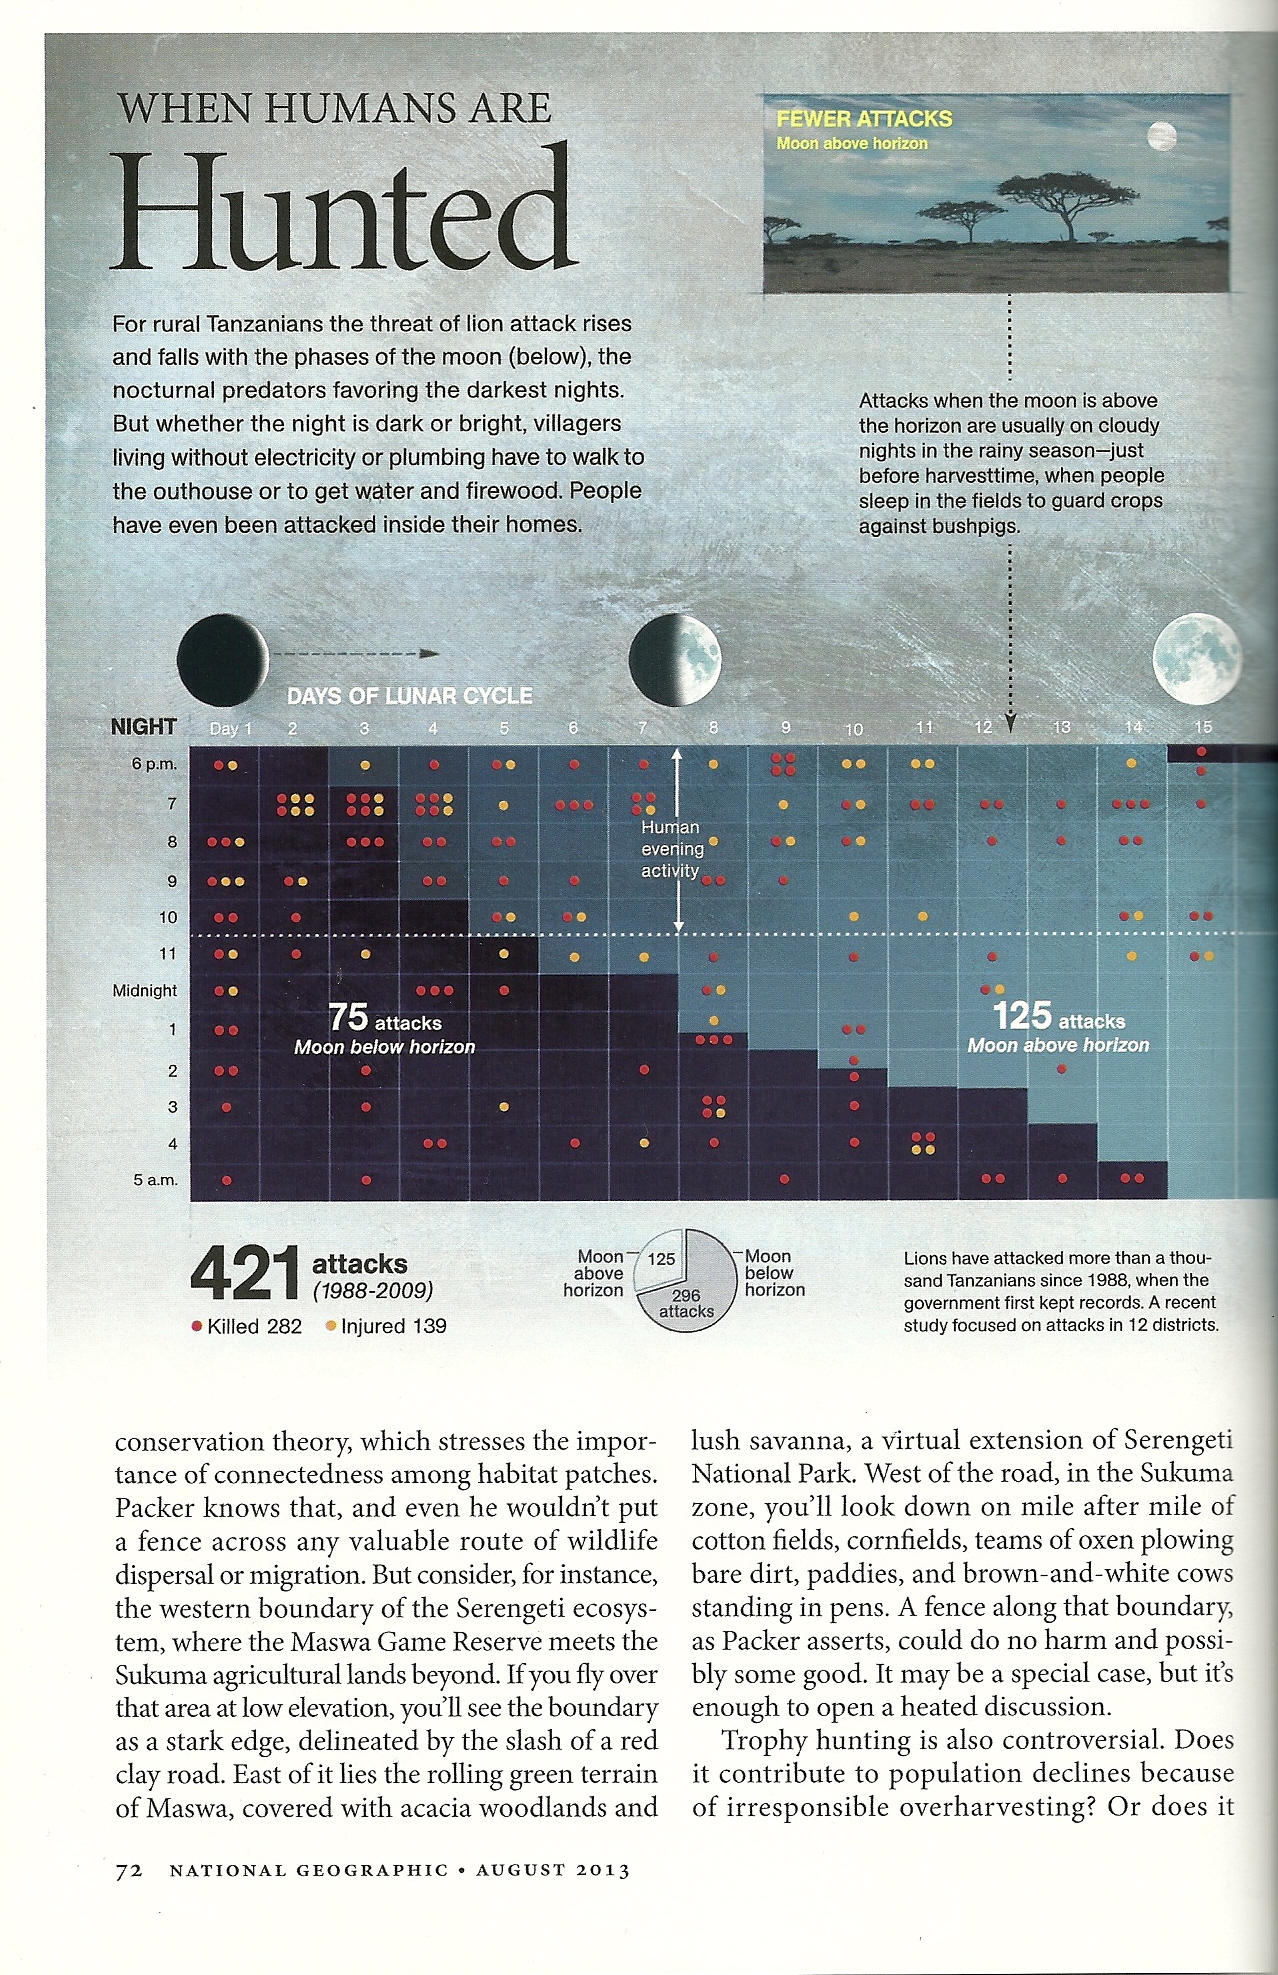 WHEN HUMANS ARE
Hunted
For rural Tanzanians the threat of lion attack rises
and falls with the phases of the moon (below), the
nocturnal predators favoring the darkest nights.
But whether the night is dark or bright, villagers
living without electricity or plumbing have to walk to
the outhouse or to get water and firewood. People
have even been attacked inside their homes.
FEWER ATTACKS
Moon above horizon
Attacks when the moon is above
the horizon are usually on cloudy
nights in the rainy season—just
before harvesttime, when people
sleep in the fields to guard crops
against bushpigs.
DAYS OF LUNAR CYCLE
NIGHT Day 1 2 3 4 5 6 7 8 9 10 11 12 13 14 15
6 p.m.
7
8
9
10
11
Midnight
1
2
3
4
5 a.m.
Human
evening
activity
75 attacks
Moon below horizon
125 attacks
Moon above horizon
421 attacks
(1988-2009)
Killed 282 Injured 139
Moon
above
horizon
125
296
attacks
Moon
below
horizon
Lions have attacked more than a thou-
sand Tanzanians since 1988, when the
government first kept records. A recent
study focused on attacks in 12 districts.
conservation theory, which stresses the impor-
tance of connectedness among habitat patches.
Packer knows that, and even he wouldn't put
a fence across any valuable route of wildlife
dispersal or migration. But consider, for instance,
the western boundary of the Serengeti ecosys-
tem, where the Maswa Game Reserve meets the
Sukuma agricultural lands beyond. If you fly over
that area at low elevation, you'll see the boundary
as a stark edge, delineated by the slash of a red
clay road. East of it lies the rolling green terrain
of Maswa, covered with acacia woodlands and
lush savanna, a virtual extension of Serengeti
National Park. West of the road, in the Sukuma
zone, you'll look down on mile after mile of
cotton fields, cornfields, teams of oxen plowing
bare dirt, paddies, and brown-and-white cows
standing in pens. A fence along that boundary,
as Packer asserts, could do no harm and possi-
bly some good. It may be a special case, but it's
enough to open a heated discussion.
Trophy hunting is also controversial. Does
it contribute to population declines because
of irresponsible overharvesting? Or does it
72 NATIONAL GEOGRAPHIC • AUGUST 2013